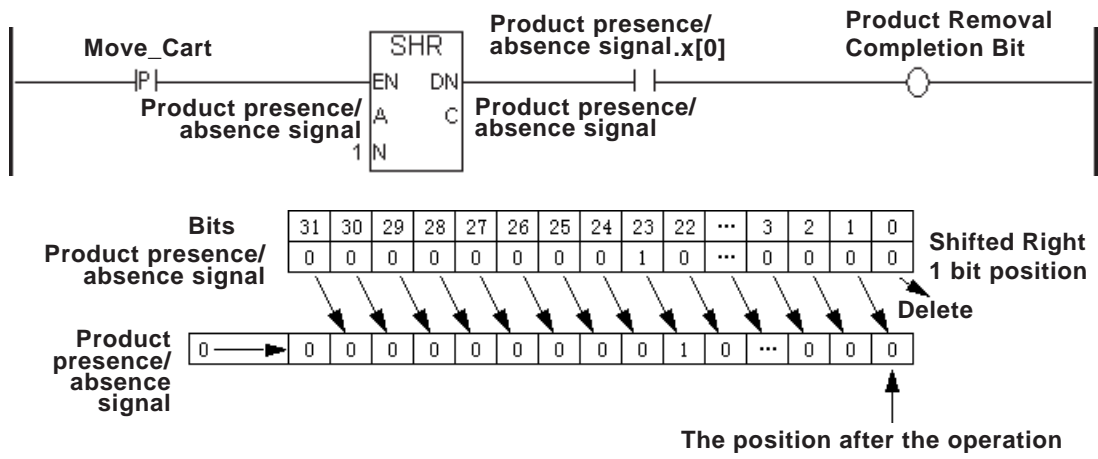 Move_Cart
P
Product presence/
absence signal
1
SHR
EN DN
A C
N
Product presence/
absence signal.x[0]
Product presence/
absence signal
Product Removal
Completion Bit
Bits 31 30 29 28 27 26 25 24 23 22 ... 3 2 1 0
Product presence/
absence signal
0 0 0 0 0 0 0 0 1 0 ... 0 0 0 0
Shifted Right
1 bit position
Delete
Product
presence/
absence
signal
0 0 0 0 0 0 0 0 0 0 1 0 ... 0 0 0
The position after the operation